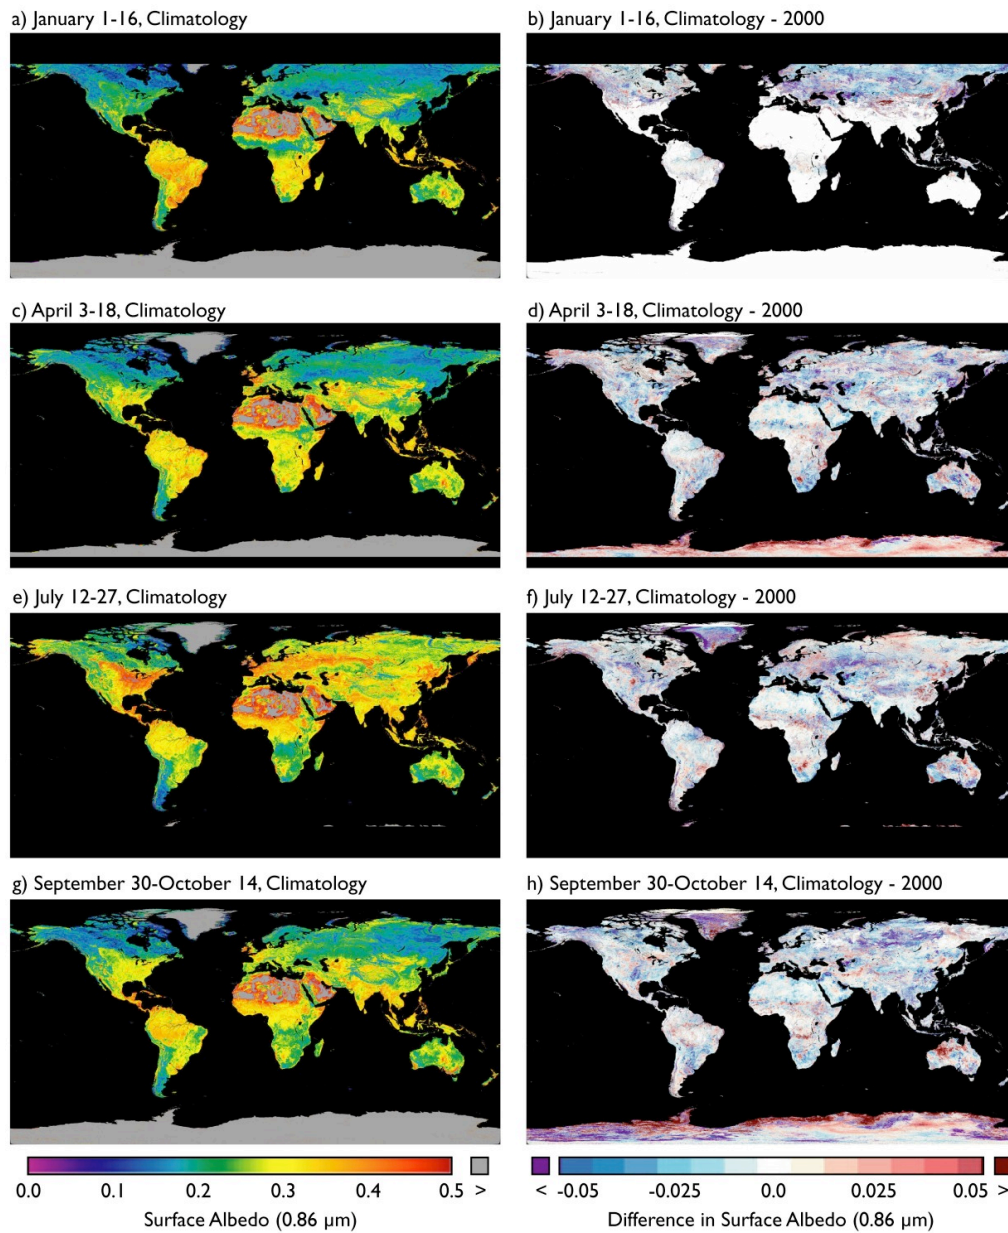 a) January 1-16, Climatology
b) January 1-16, Climatology - 2000
c) April 3-18, Climatology
d) April 3-18, Climatology - 2000
e) July 12-27, Climatology
f) July 12-27, Climatology - 2000
g) September 30-October 14, Climatology
h) September 30-October 14, Climatology - 2000
0.0 0.1 0.2 0.3 0.4 0.5 >
Surface Albedo (0.86 µm)
< -0.05 -0.025 0.0 0.025 0.05 >
Difference in Surface Albedo (0.86 µm)